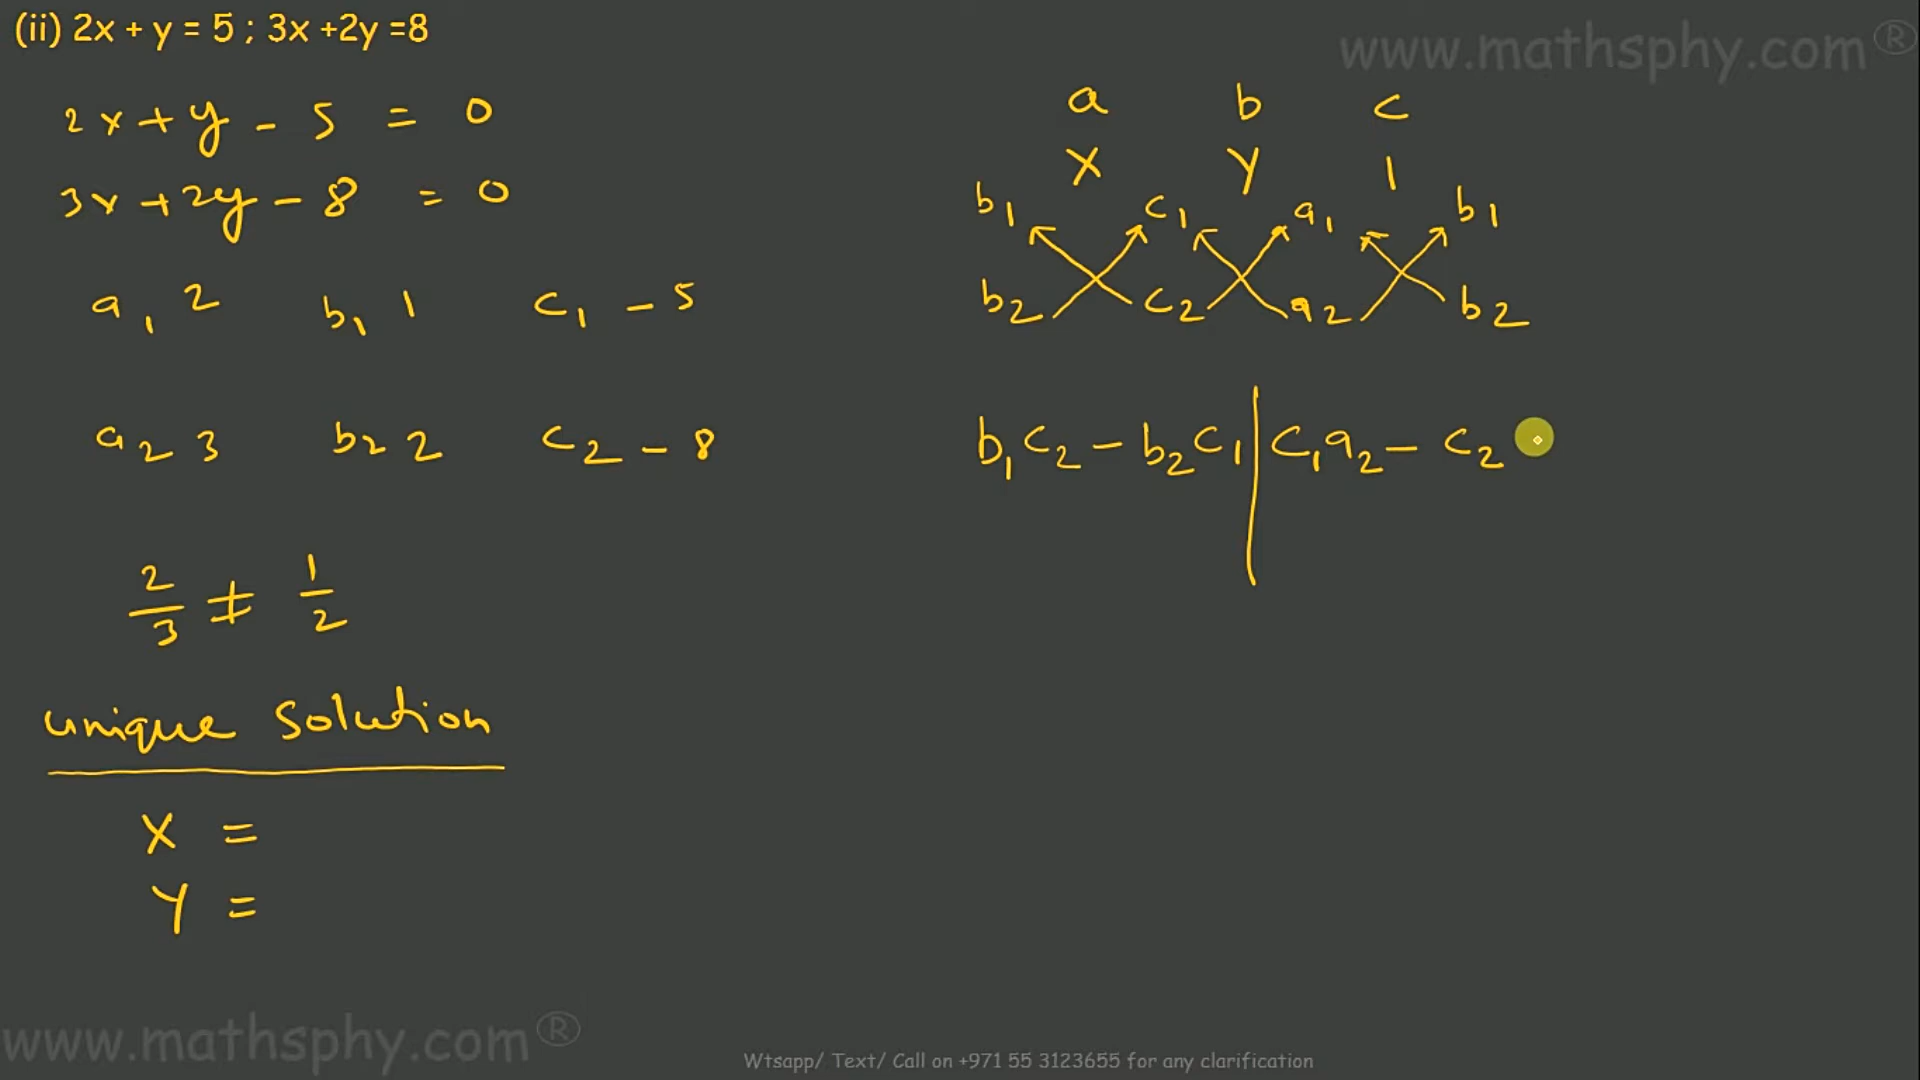 (ii) 2x + y = 5 ; 3x +2y =8
www.mathsphy.com®
2x + y - 5 = 0
3x + 2y - 8 = 0
a1 2 b1 1 c1 - 5
a2 3 b2 2 c2 - 8
2/3 ≠ 1/2
unique solution
X =
Y =
a b c
X Y 1
b1 c1 a1 b1
b2 c2 a2 b2
b1c2 - b2c1 | c1a2 - c2
www.mathsphy.com®
Wtsapp/ Text/ Call on +971 55 3123655 for any clarification